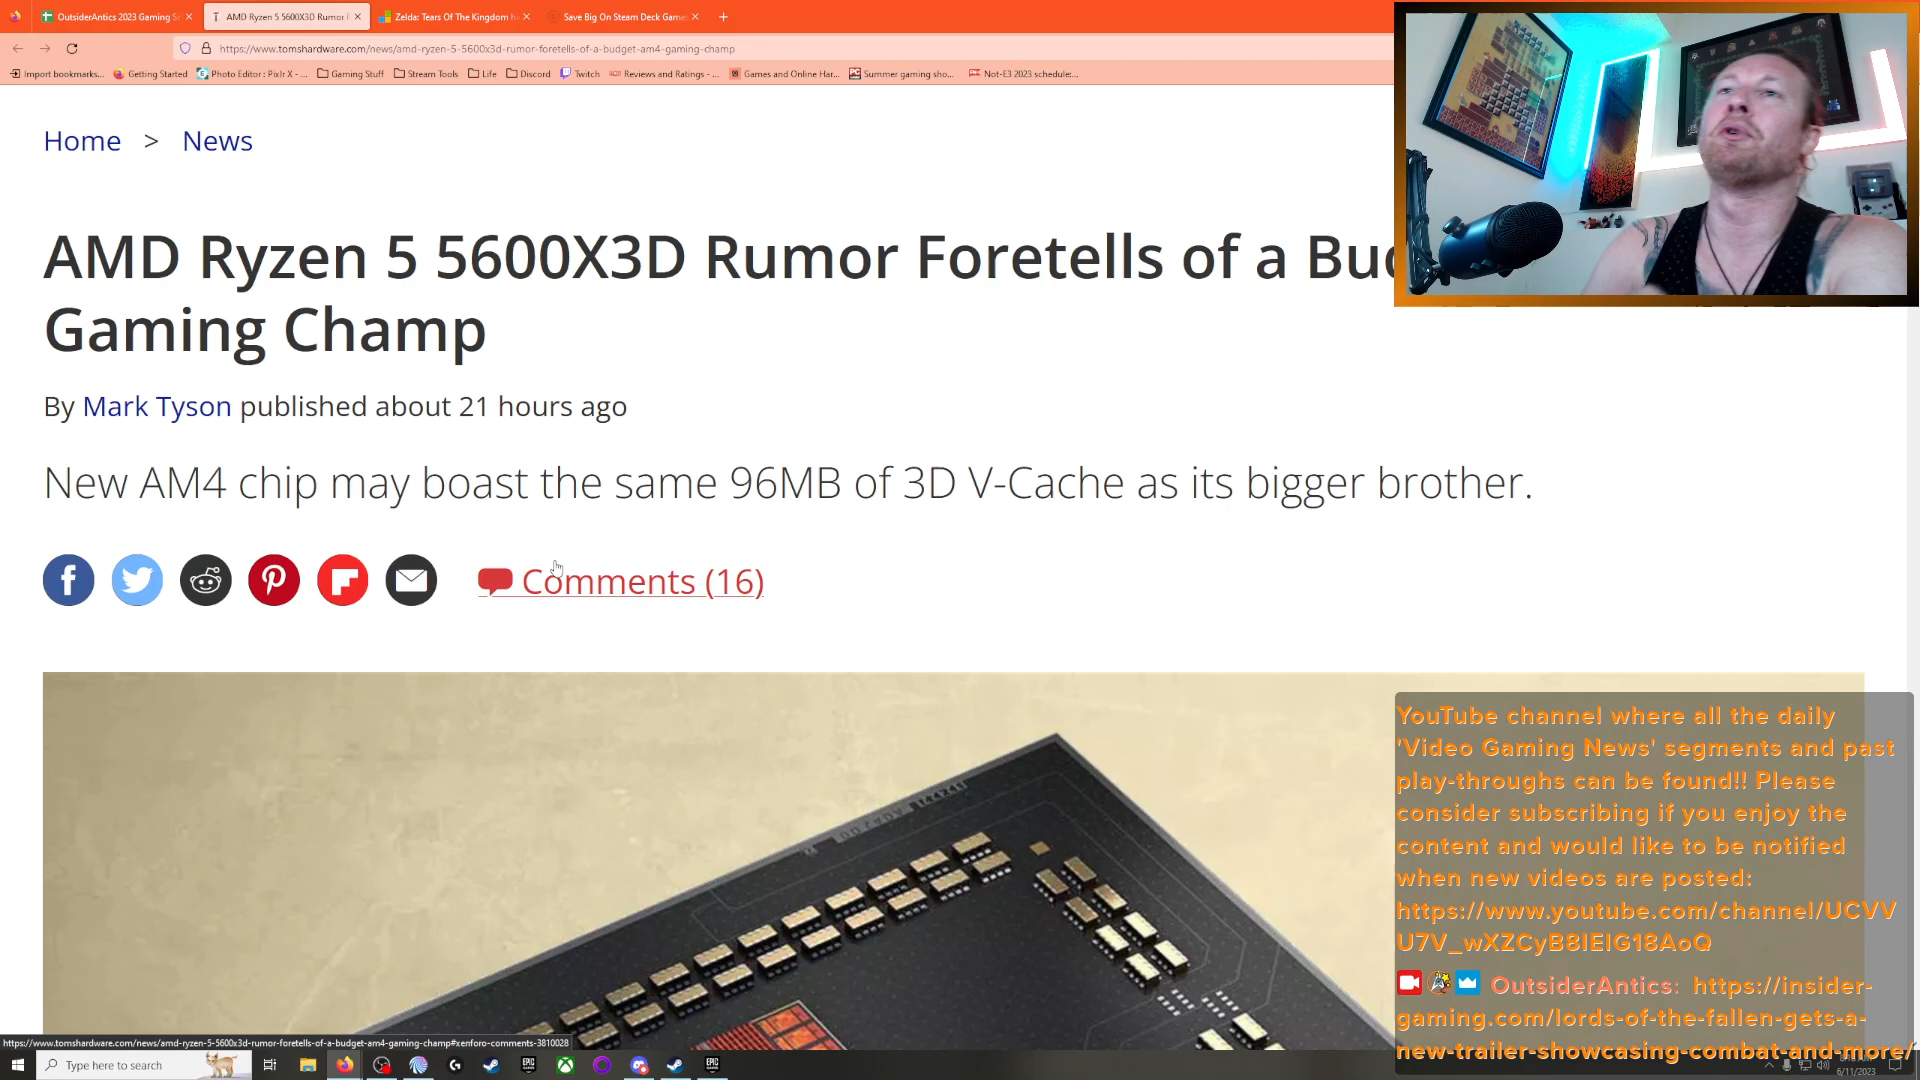 OutsiderAntics 2023 Gaming Sc
AMD Ryzen 5 5600X3D Rumor F
Zelda: Tears Of The Kingdom he
Save Big On Steam Deck Game
https://www.tomshardware.com/news/amd-ryzen-5-5600x3d-rumor-foretells-of-a-budget-am4-gaming-champ
Import bookmarks... Getting Started Photo Editor : Pixlr X - ... Gaming Stuff Stream Tools Life Discord Twitch Reviews and Ratings - ... Games and Online Har... Summer gaming sho... Not-E3 2023 schedule:...
Home > News
AMD Ryzen 5 5600X3D Rumor Foretells of a Bu
Gaming Champ
By Mark Tyson published about 21 hours ago
New AM4 chip may boast the same 96MB of 3D V-Cache as its bigger brother.
Comments (16)
YouTube channel where all the daily
'Video Gaming News' segments and past
play-throughs can be found!! Please
consider subscribing if you enjoy the
content and would like to be notified
when new videos are posted:
https://www.youtube.com/channel/UCVV
U7V_wXZCyB8IEIG18AoQ
OutsiderAntics: https://insider-
gaming.com/lords-of-the-fallen-gets-a-
new-trailer-showcasing-combat-and-more/
https://www.tomshardware.com/news/amd-ryzen-5-5600x3d-rumor-foretells-of-a-budget-am4-gaming-champ#xenforo-comments-3810028
Type here to search
6/11/2023